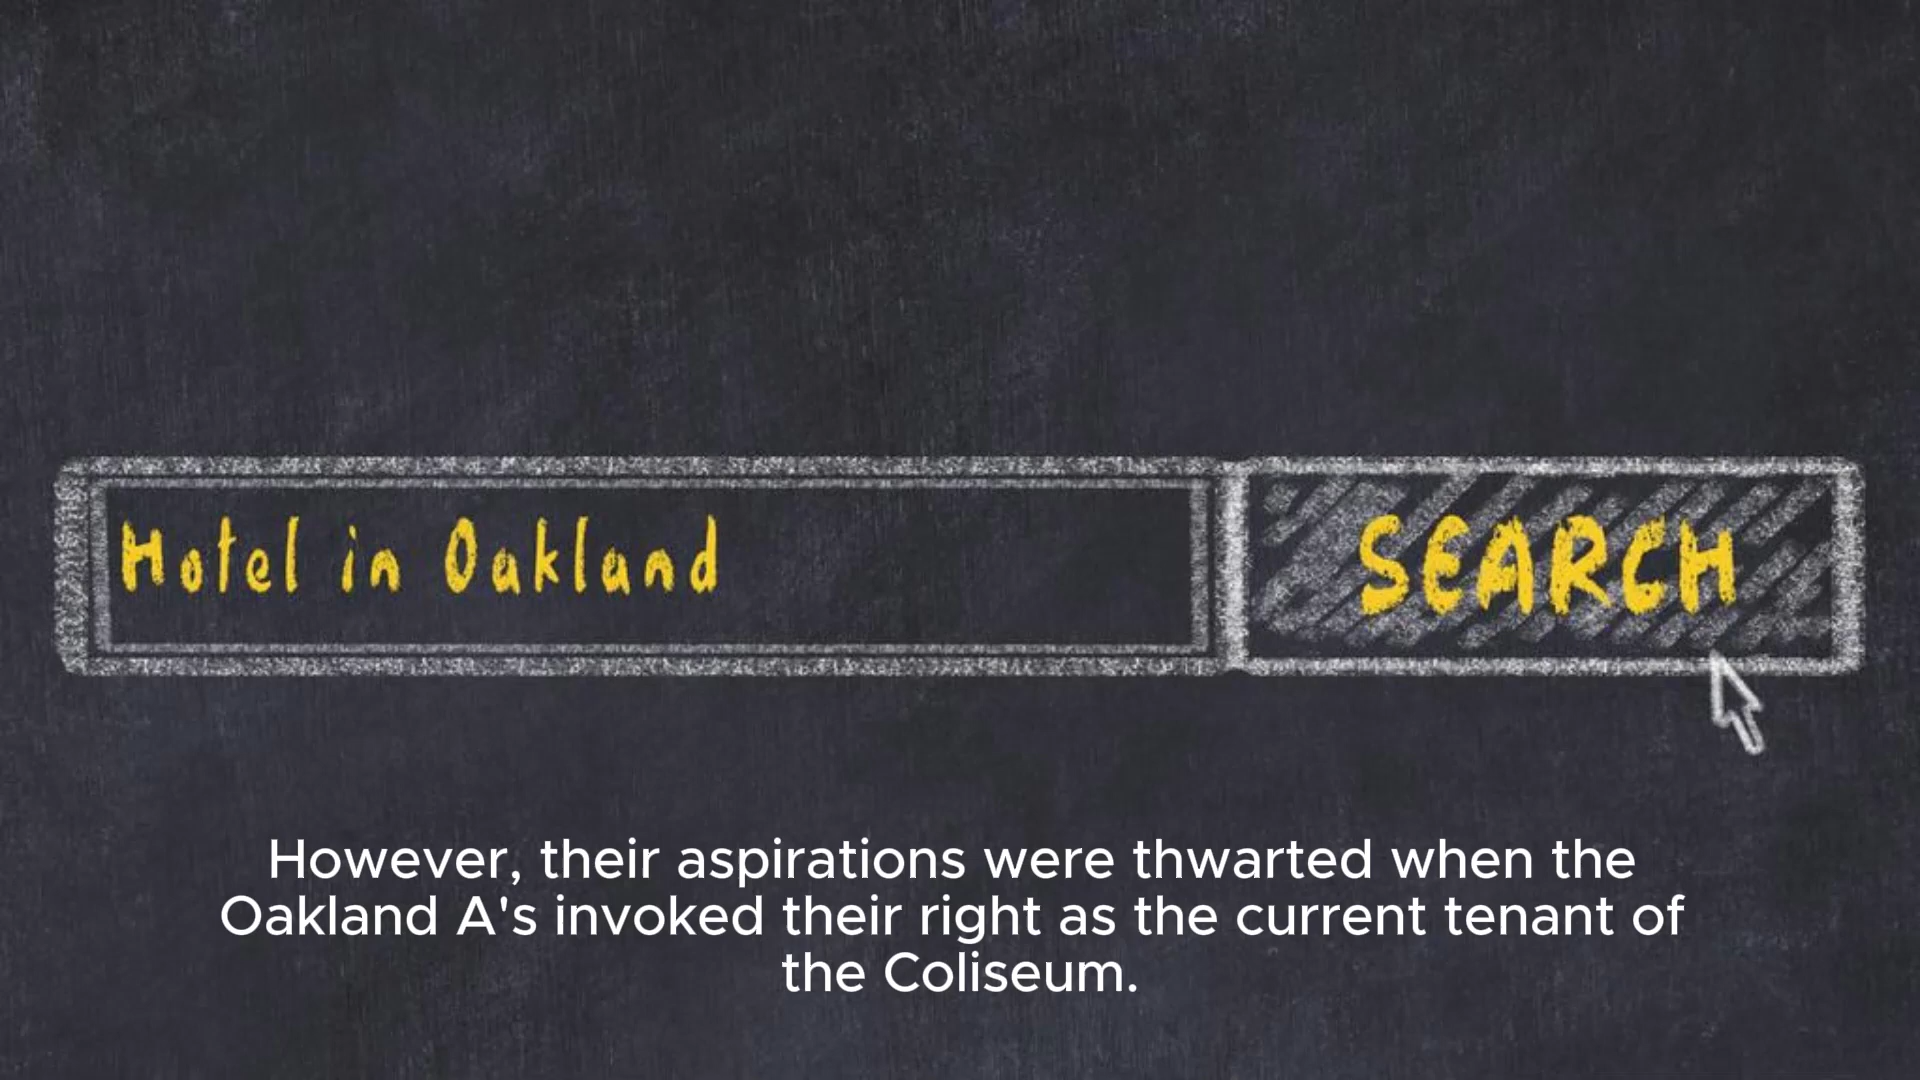 Hotel in Oakland
SEARCH
However, their aspirations were thwarted when the
Oakland A's invoked their right as the current tenant of
the Coliseum.